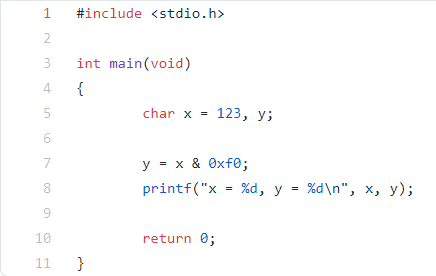 1 #include <stdio.h>
2
3 int main(void)
4 {
5 char x = 123, y;
6
7 y = x & 0xf0;
8 printf("x = %d, y = %d\n", x, y);
9
10 return 0;
11 }